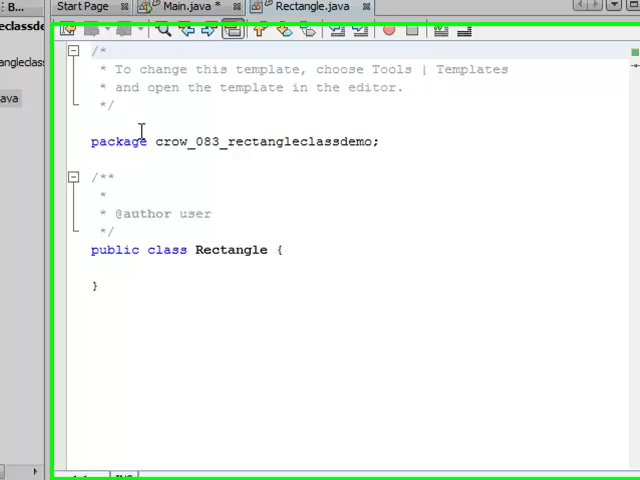 B...
Start Page
Main.java *
Rectangle.java
/*
* To change this template, choose Tools | Templates
* and open the template in the editor.
*/
package crow_083_rectangleclassdemo;
/**
*
* @author user
*/
public class Rectangle {
}